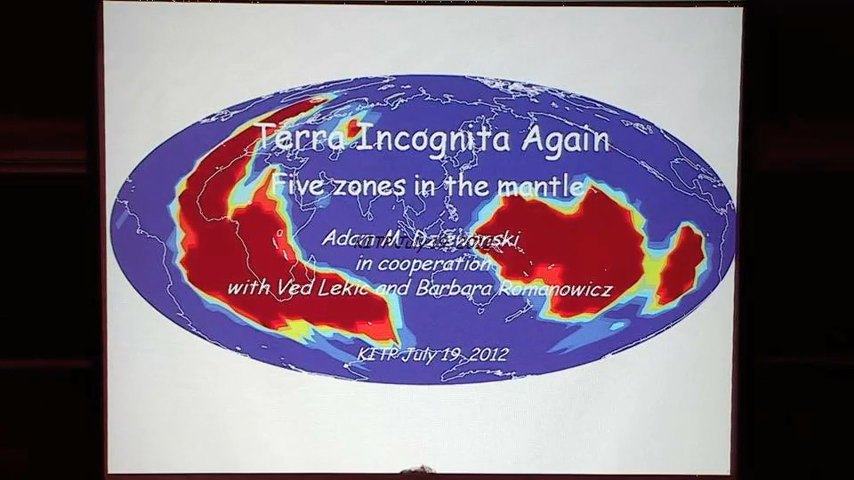 Terra Incognita Again
Five zones in the mantle
Adam M. Dziewonski
in cooperation
with Ved Lekic and Barbara Romanowicz
KITP July 19, 2012